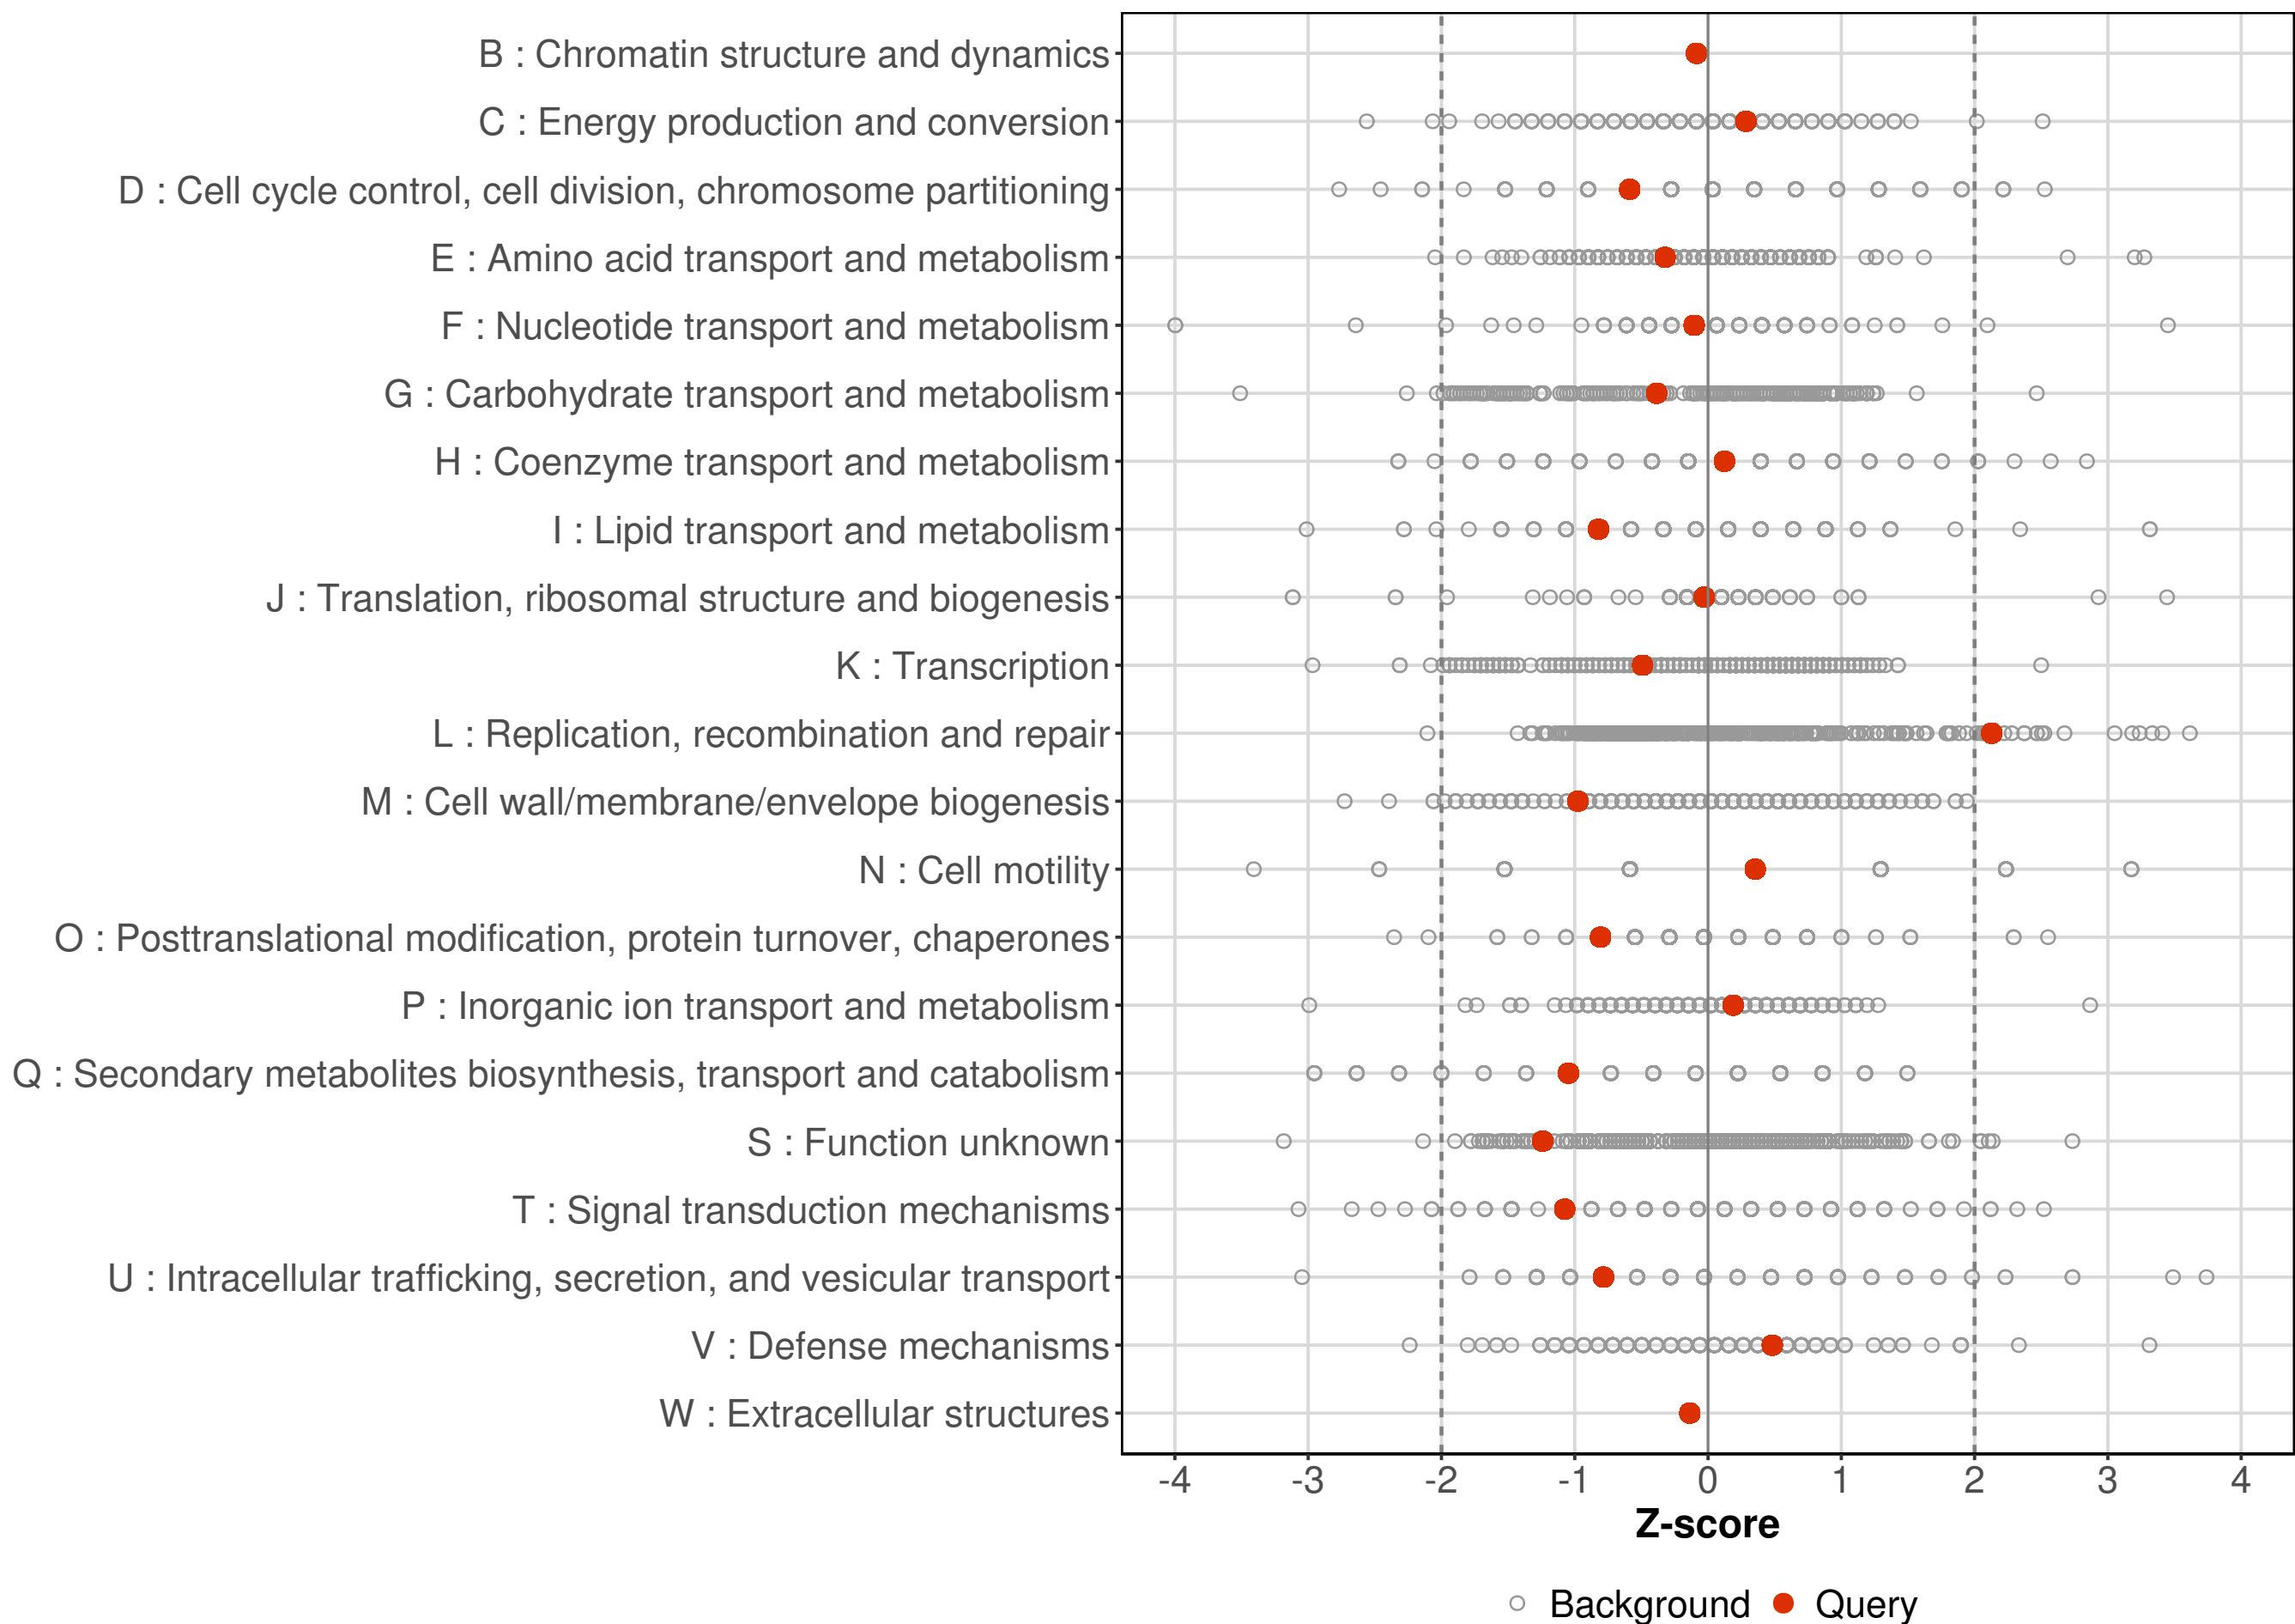 B : Chromatin structure and dynamics
C : Energy production and conversion
D : Cell cycle control, cell division, chromosome partitioning
E : Amino acid transport and metabolism
F : Nucleotide transport and metabolism
G : Carbohydrate transport and metabolism
H : Coenzyme transport and metabolism
I : Lipid transport and metabolism
J : Translation, ribosomal structure and biogenesis
K : Transcription
L : Replication, recombination and repair
M : Cell wall/membrane/envelope biogenesis
N : Cell motility
O : Posttranslational modification, protein turnover, chaperones
P : Inorganic ion transport and metabolism
Q : Secondary metabolites biosynthesis, transport and catabolism
S : Function unknown
T : Signal transduction mechanisms
U : Intracellular trafficking, secretion, and vesicular transport
V : Defense mechanisms
W : Extracellular structures
-4 -3 -2 -1 0 1 2 3 4
Z-score
Background Query